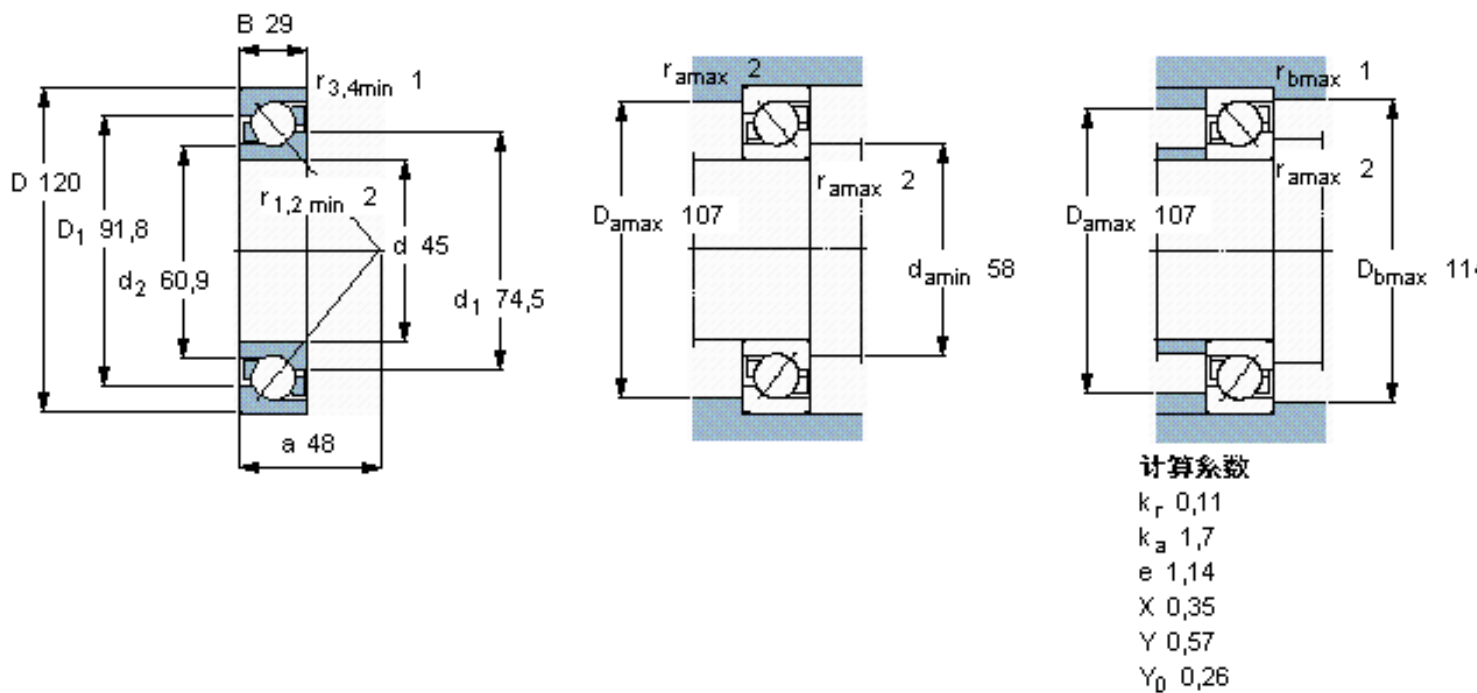 B 29
r3,4min 1
D 120
D1 91,8
r1,2 min 2
d 45
d2 60,9
d1 74,5
a 48
ramax 2
ramax 2
Damax 107
damin 58
rbmax 1
ramax 2
Damax 107
Dbmax 114
计算系数
kr 0,11
ka 1,7
e 1,14
X 0,35
Y 0,57
Y0 0,26